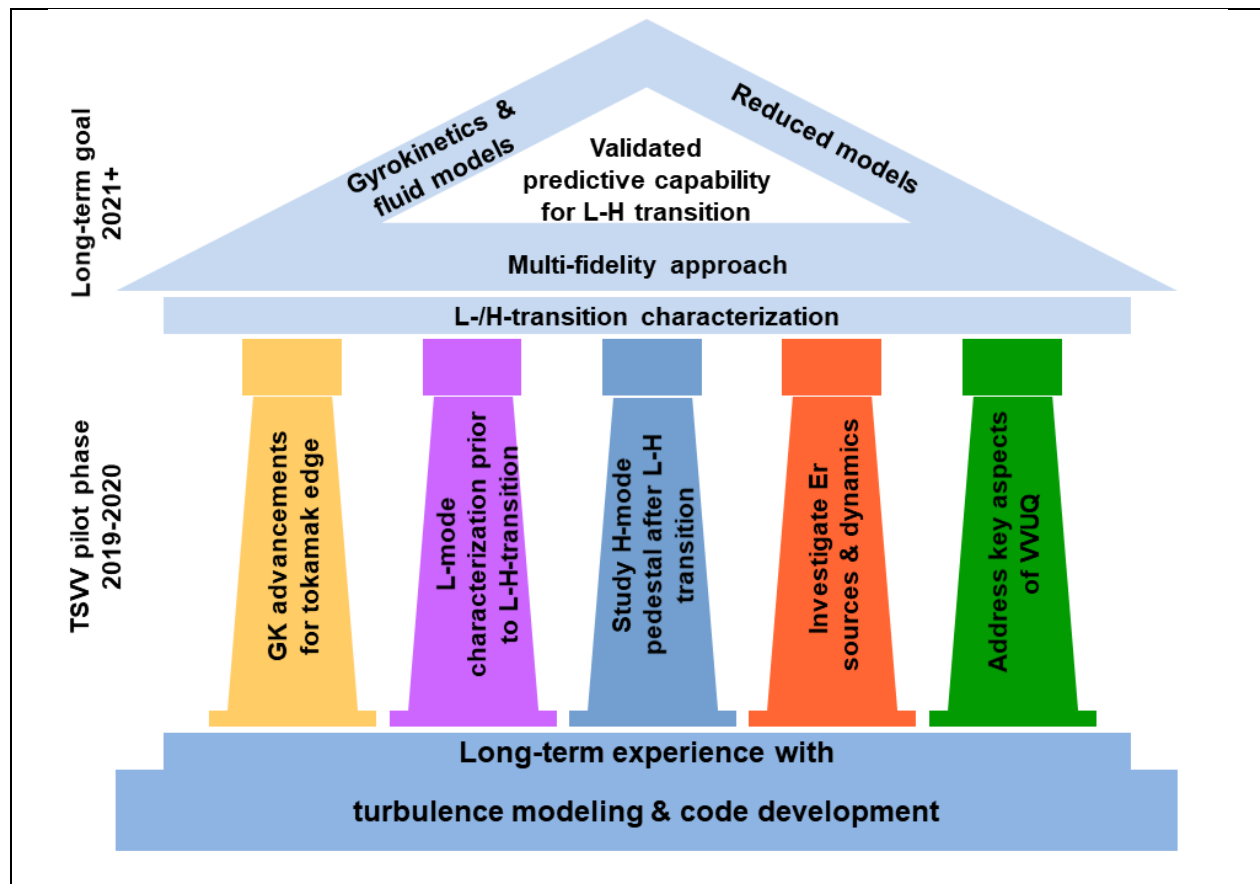 Long-term goal
2021+
Gyrokinetics &
fluid models
Reduced models
Validated
predictive capability
for L-H transition
Multi-fidelity approach
L-/H-transition characterization
TSVV pilot phase
2019-2020
GK advancements
for tokamak edge
L-mode
characterization prior
to L-H-transition
Study H-mode
pedestal after L-H
transition
Investigate Er
sources & dynamics
Address key aspects
of VVUQ
Long-term experience with
turbulence modeling & code development